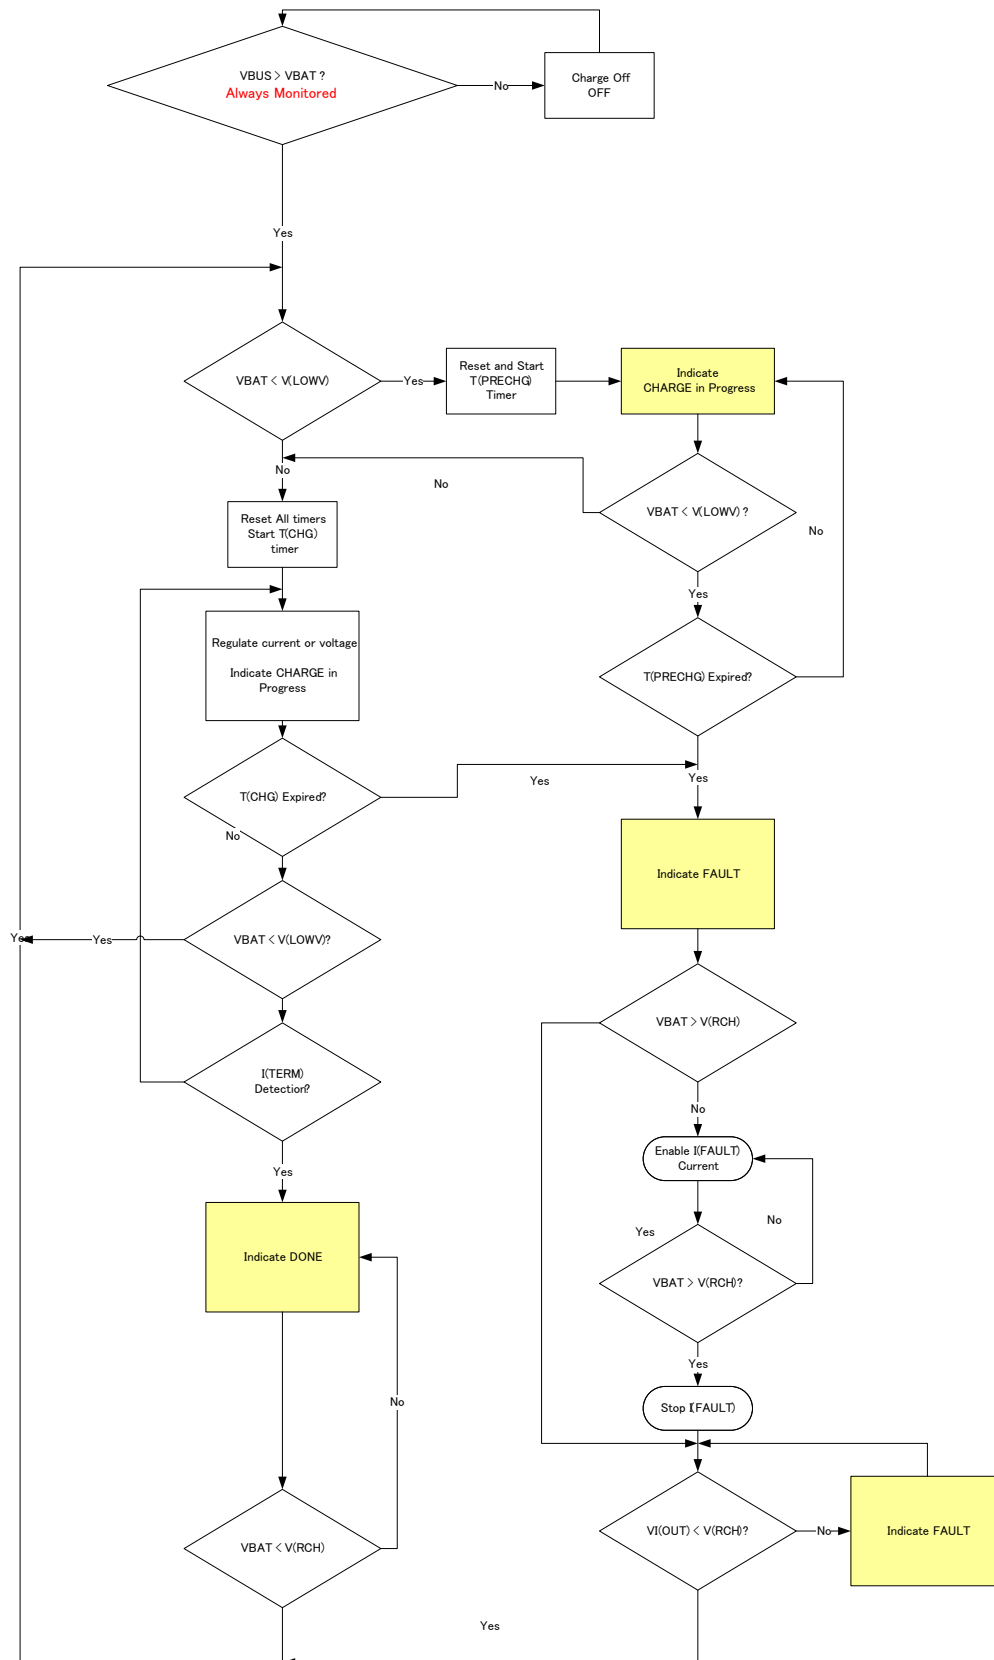 VBUS > VBAT ?
Always Monitored
No
Charge Off
OFF
Yes
VBAT < V(LOWV)
Yes
Reset and Start
T(PRECHG)
Timer
Indicate
CHARGE in Progress
No
No
VBAT < V(LOWV) ?
No
Reset All timers
Start T(CHG)
timer
Yes
Regulate current or voltage
Indicate CHARGE in
Progress
T(PRECHG) Expired?
T(CHG) Expired?
Yes
Yes
No
Indicate FAULT
Yes
Yes
VBAT < V(LOWV)?
VBAT > V(RCH)
I(TERM)
Detection?
No
Enable I(FAULT)
Current
Yes
Yes
No
Indicate DONE
VBAT > V(RCH)?
Yes
No
Stop I(FAULT)
VBAT < V(RCH)
VI(OUT) < V(RCH)?
No
Indicate FAULT
Yes